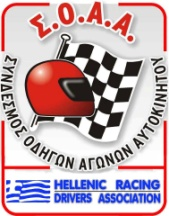 Σ.Ο.Α.Α.
ΣΥΝΔΕΣΜΟΣ ΟΔΗΓΩΝ ΑΓΩΝΩΝ ΑΥΤΟΚΙΝΗΤΟΥ
HELLENIC RACING
DRIVERS ASSOCIATION